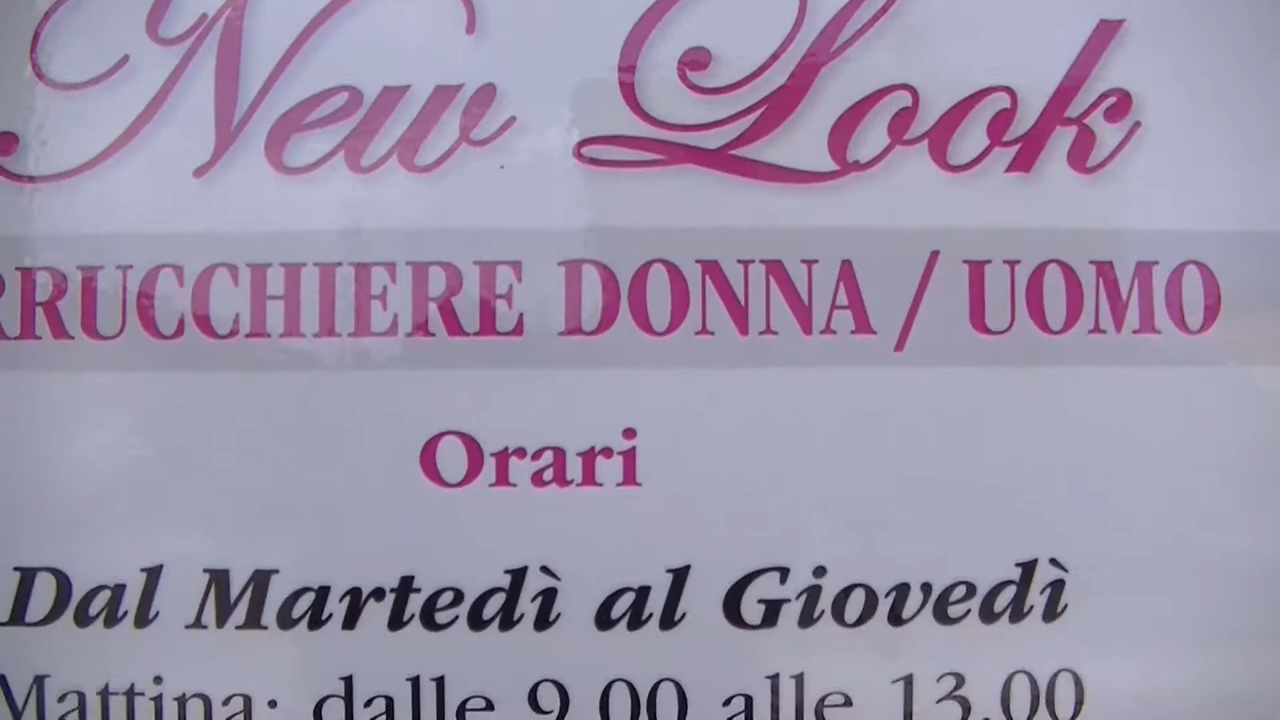 New Look
RRUCCHIERE DONNA / UOMO
Orari
Dal Martedì al Giovedì
Mattina: dalle 9.00 alle 13.00